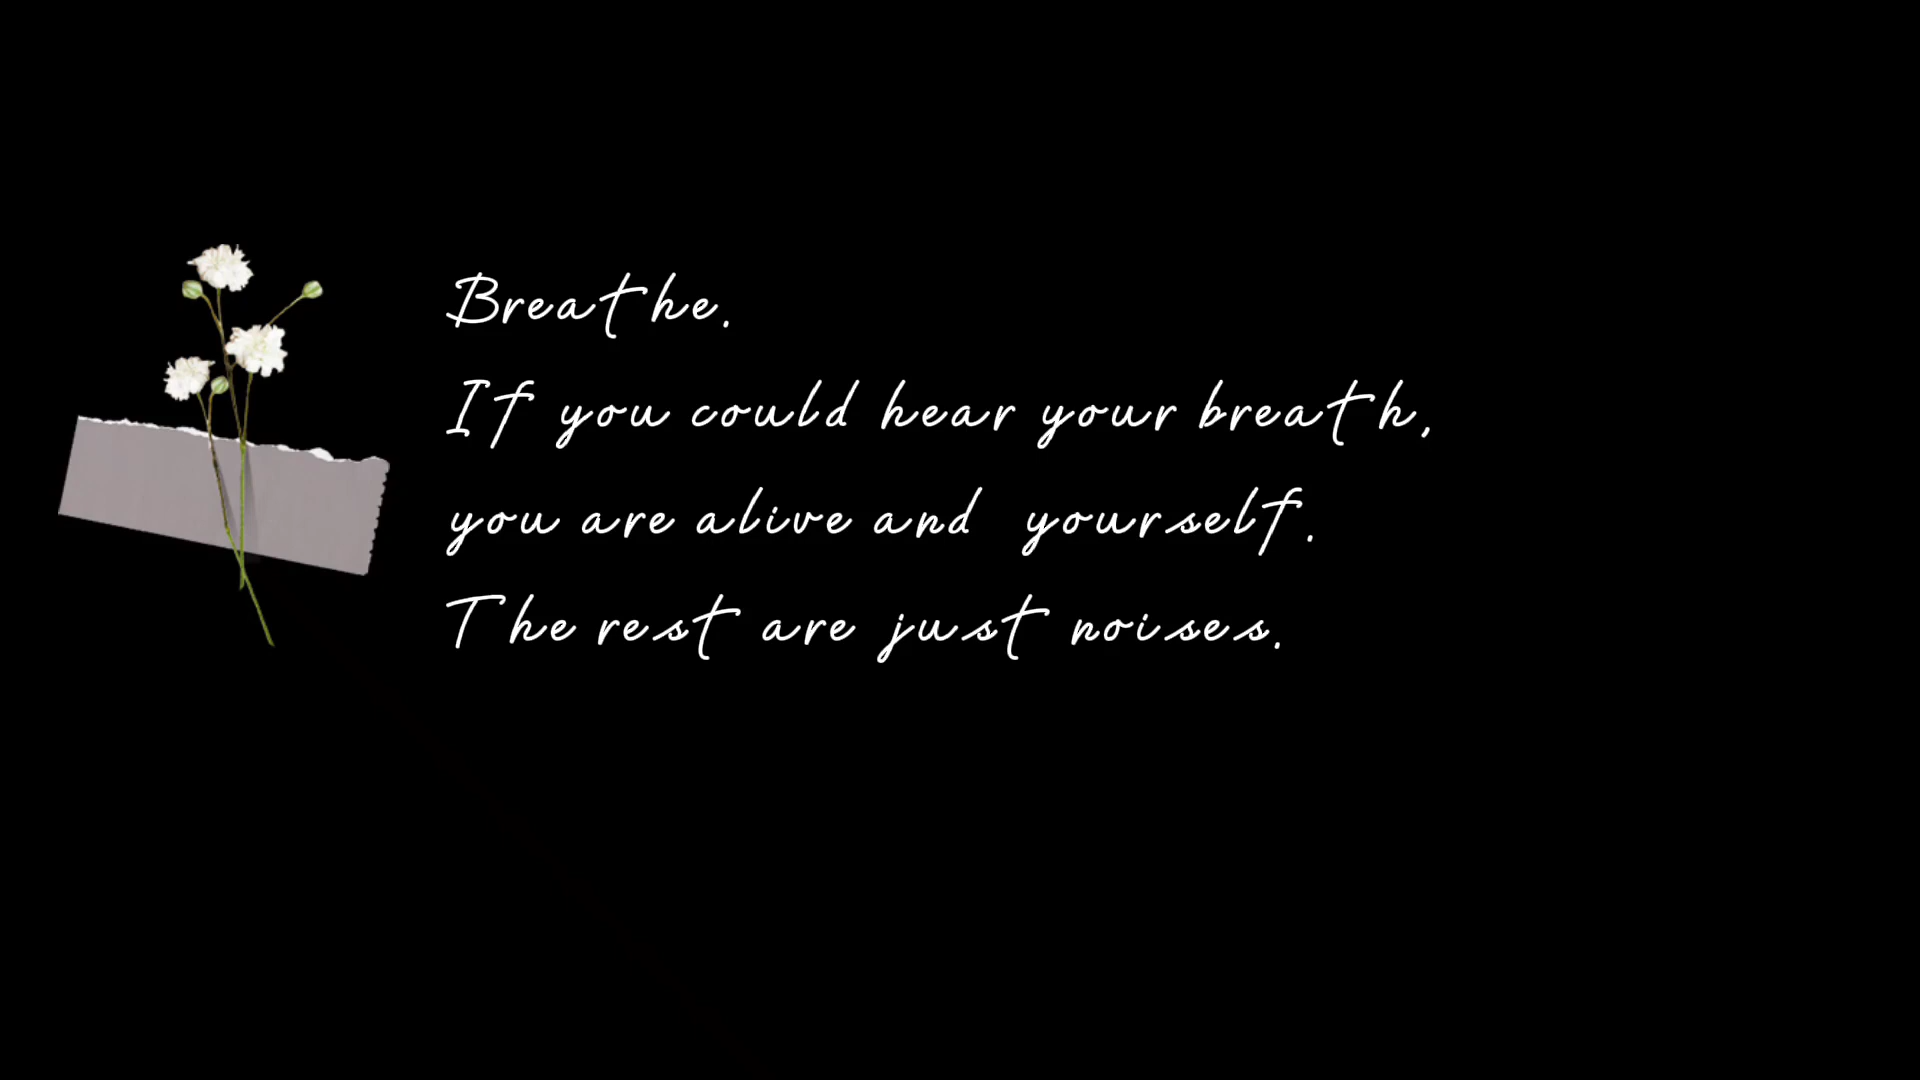 Breathe.
If you could hear your breath,
you are alive and yourself.
The rest are just noises.